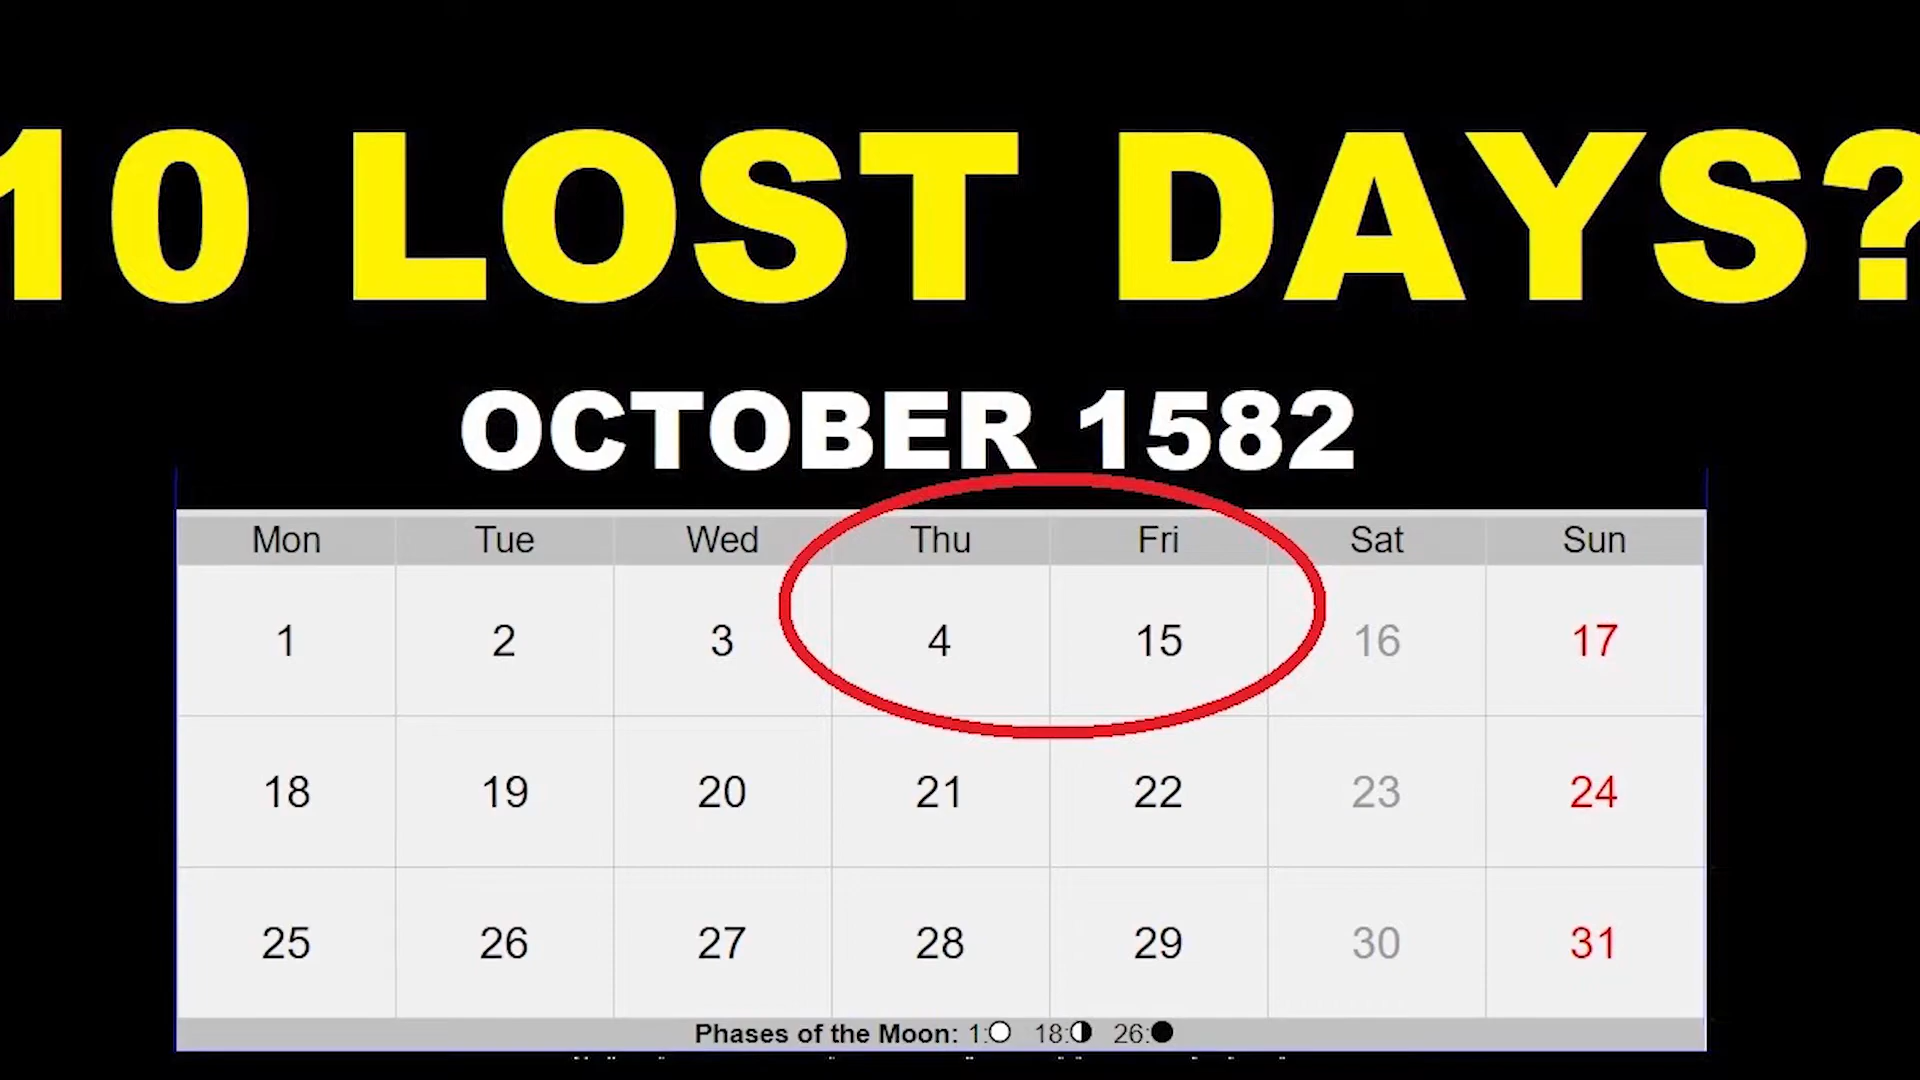 10 LOST DAYS?
OCTOBER 1582
Mon Tue Wed Thu Fri Sat Sun
1 2 3 4 15 16 17
18 19 20 21 22 23 24
25 26 27 28 29 30 31
Phases of the Moon: 1: 18: 26: